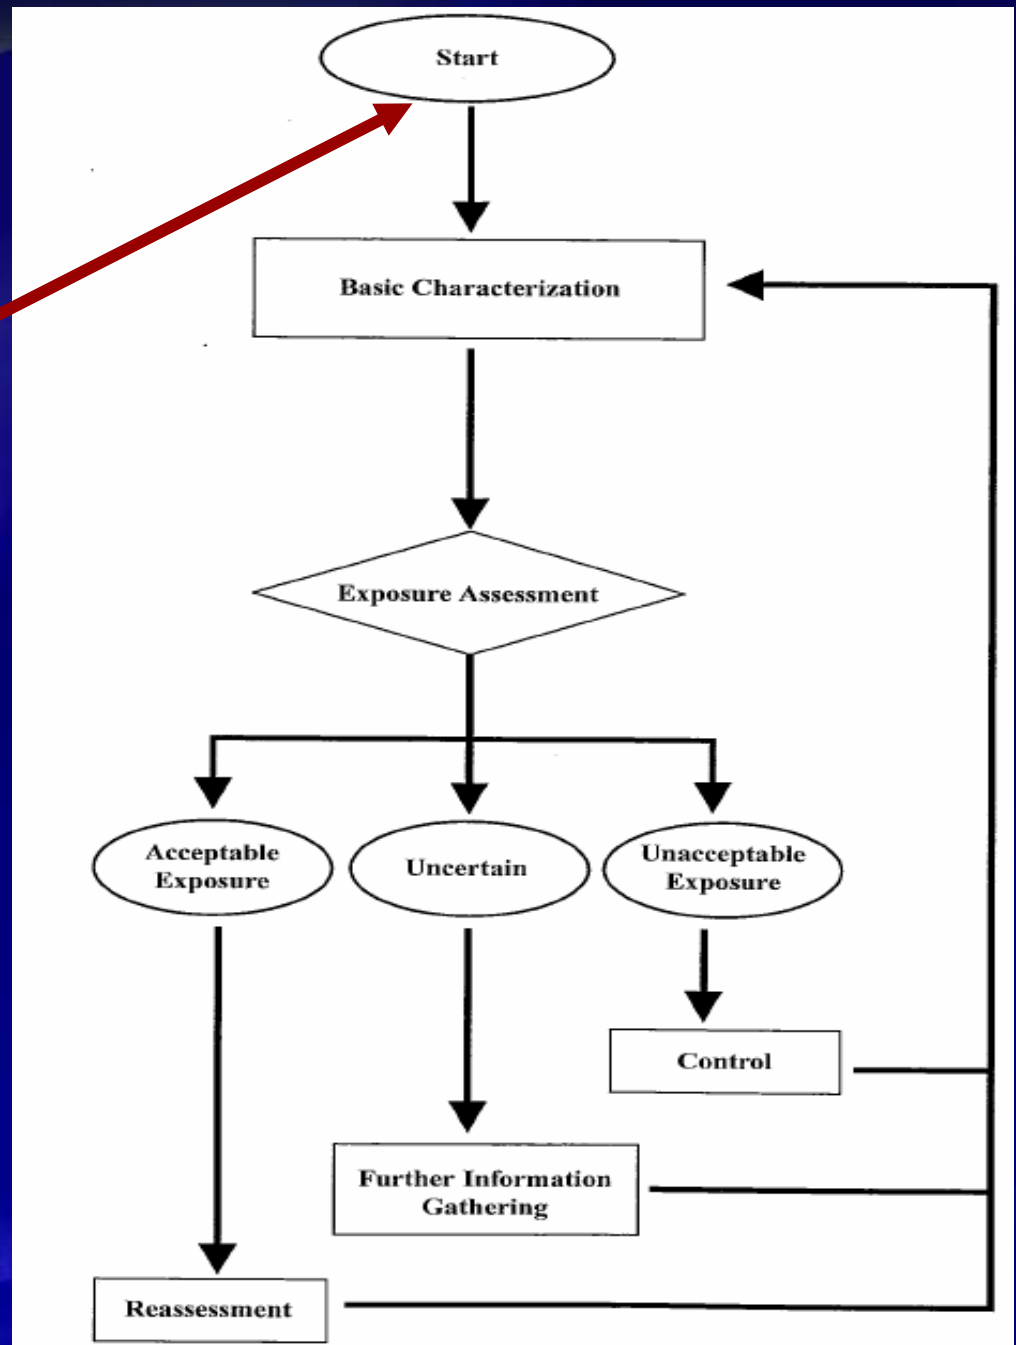 Start
Basic Characterization
Exposure Assessment
Acceptable
Exposure
Uncertain
Unacceptable
Exposure
Control
Further Information
Gathering
Reassessment